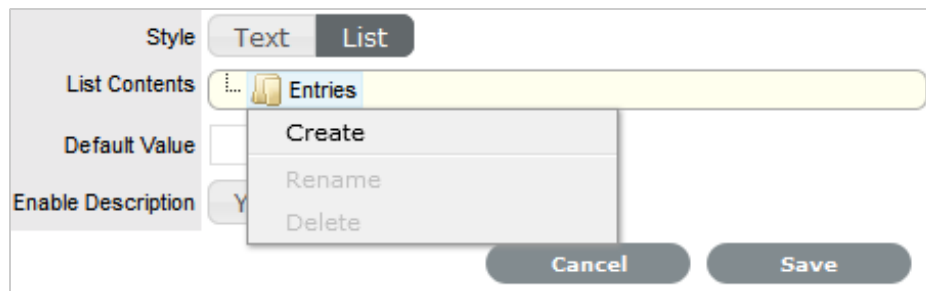 Style Text List
List Contents Entries
Create
Default Value
Rename
Enable Description Y
Delete
Cancel Save